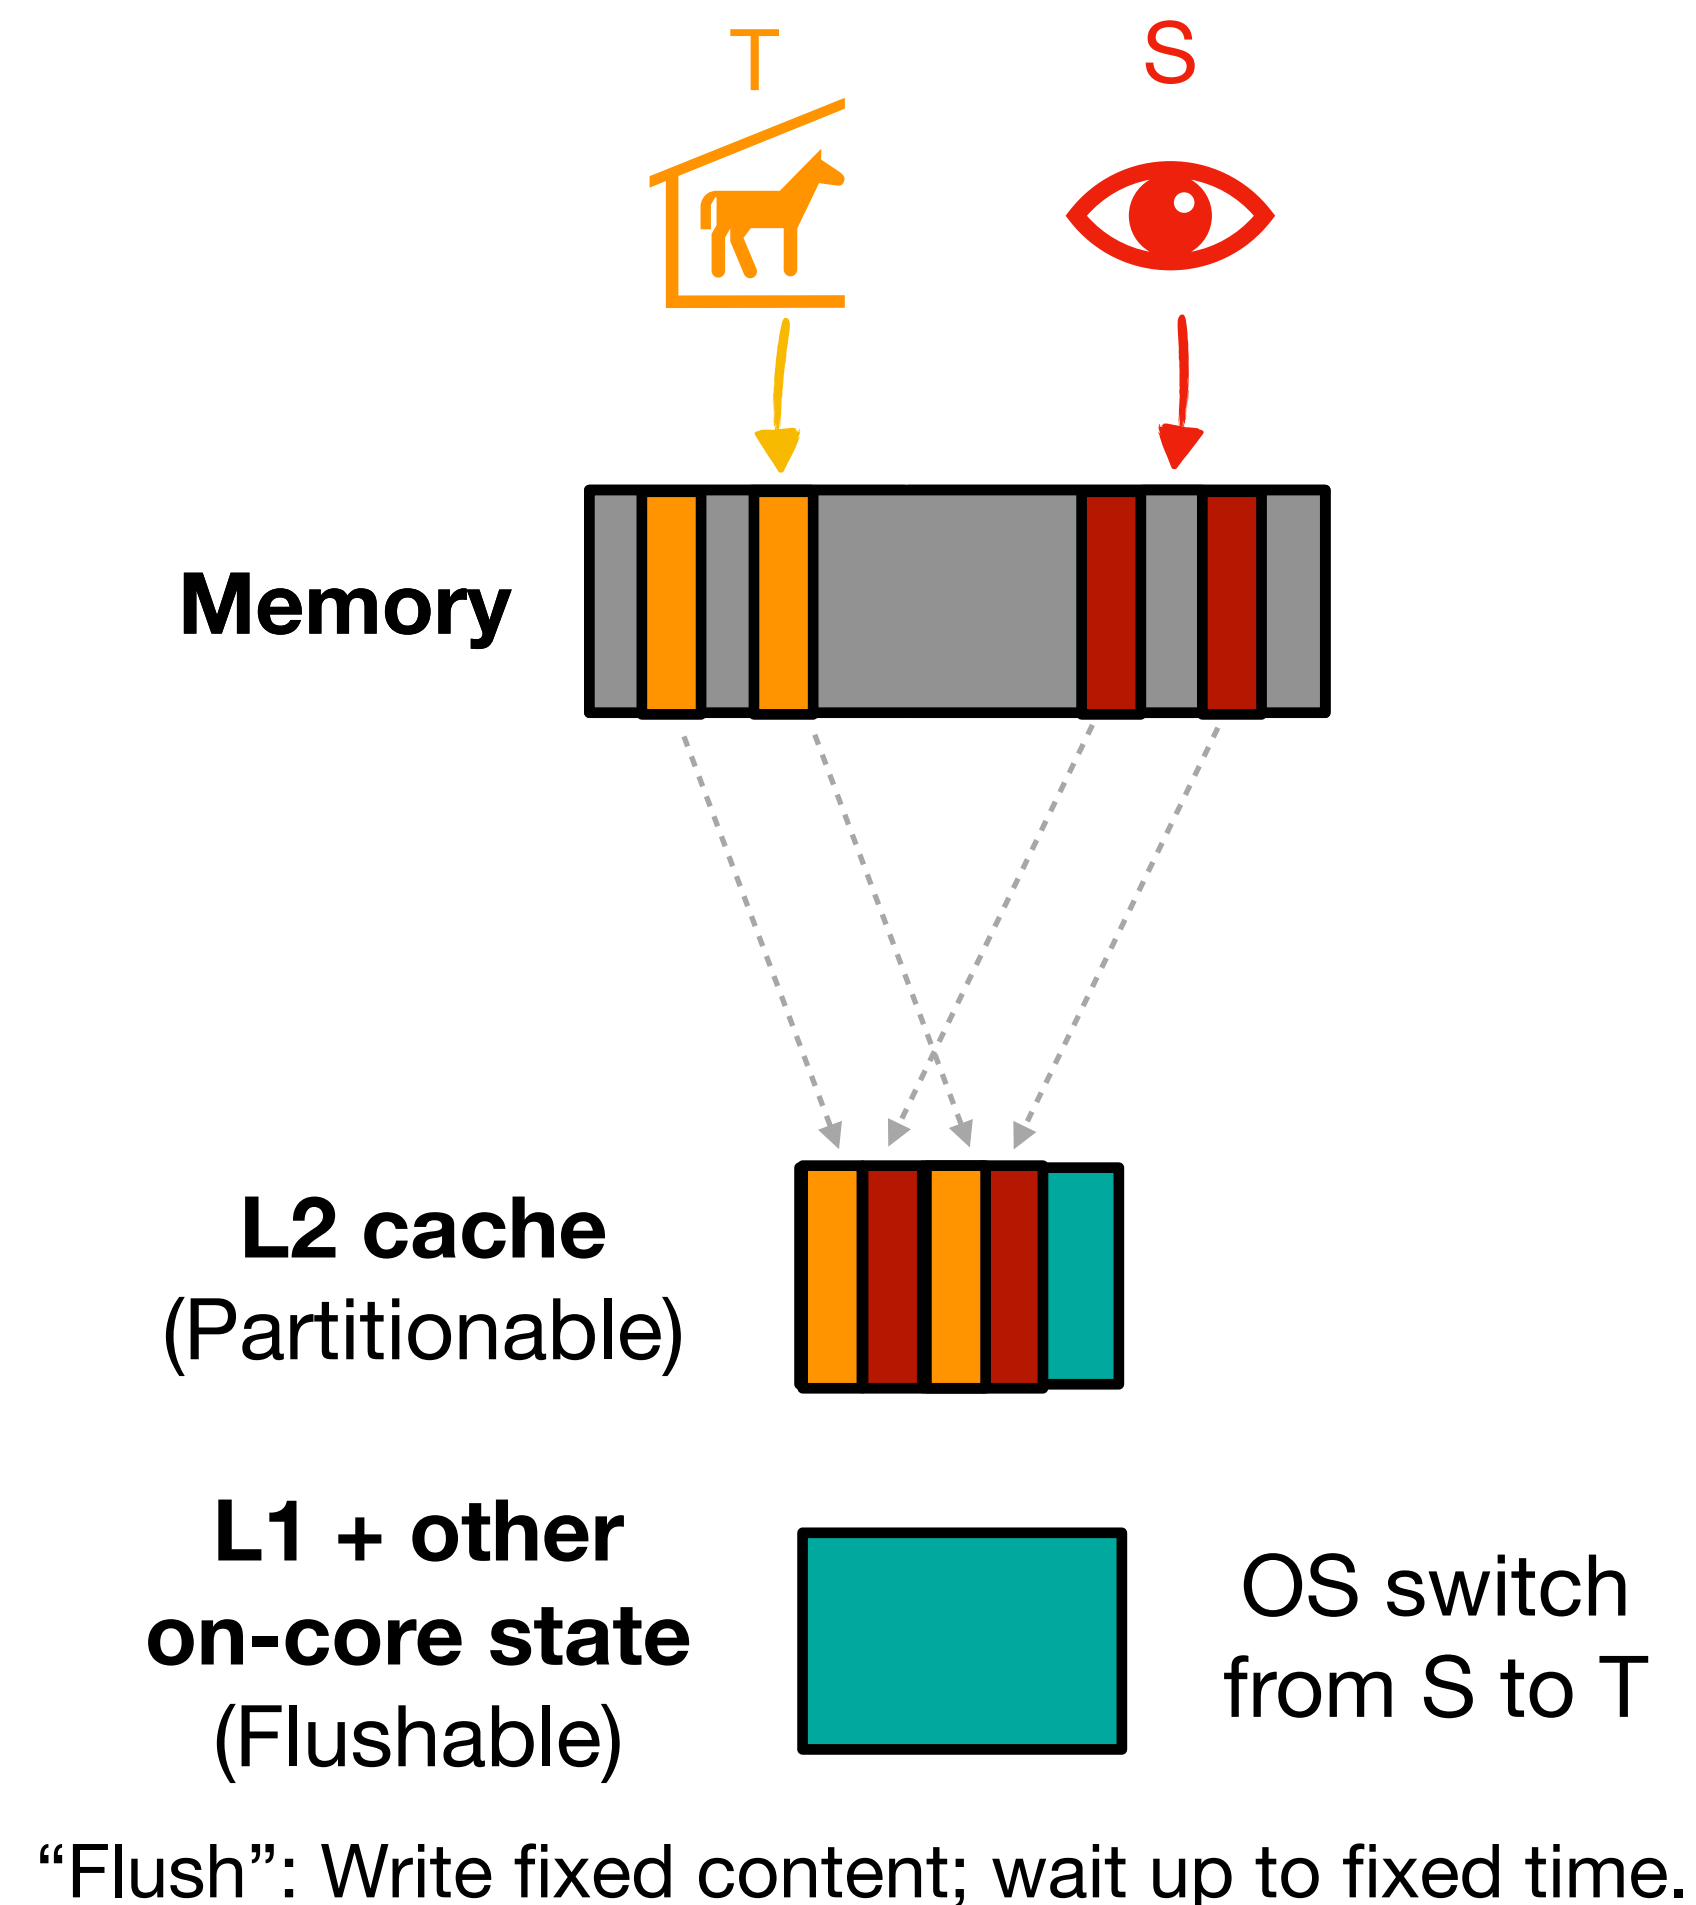 T
S
Memory
L2 cache
(Partitionable)
L1 + other
on-core state
(Flushable)
OS switch
from S to T
“Flush”: Write fixed content; wait up to fixed time.